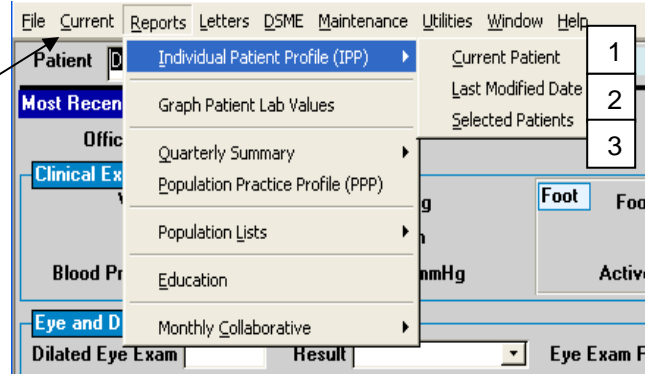 File Current Reports Letters DSME Maintenance Utilities Window Help
Patient D Individual Patient Profile (IPP) Current Patient 1
Most Recen Graph Patient Lab Values Last Modified Date 2
Offic Quarterly Summary Selected Patients 3
Clinical Ex Population Practice Profile (PPP) g Foot Foo
Population Lists
Blood Pr Education mmHg Active
Eye and D Monthly Collaborative
Dilated Eye Exam Result Eye Exam F